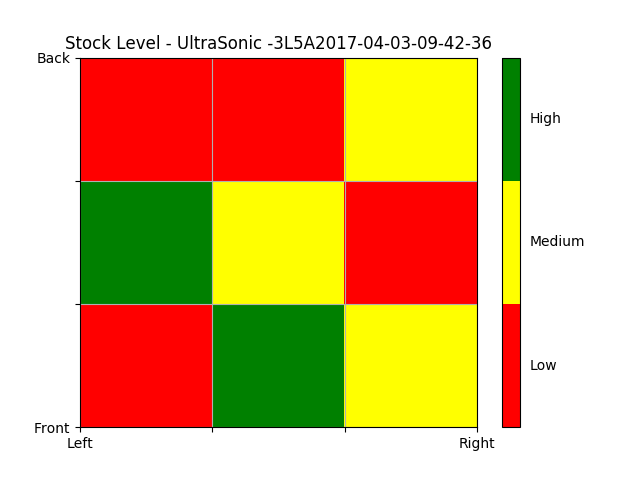 Stock Level - UltraSonic -3L5A2017-04-03-09-42-36
Back
High
Medium
Low
Front
Left
Right